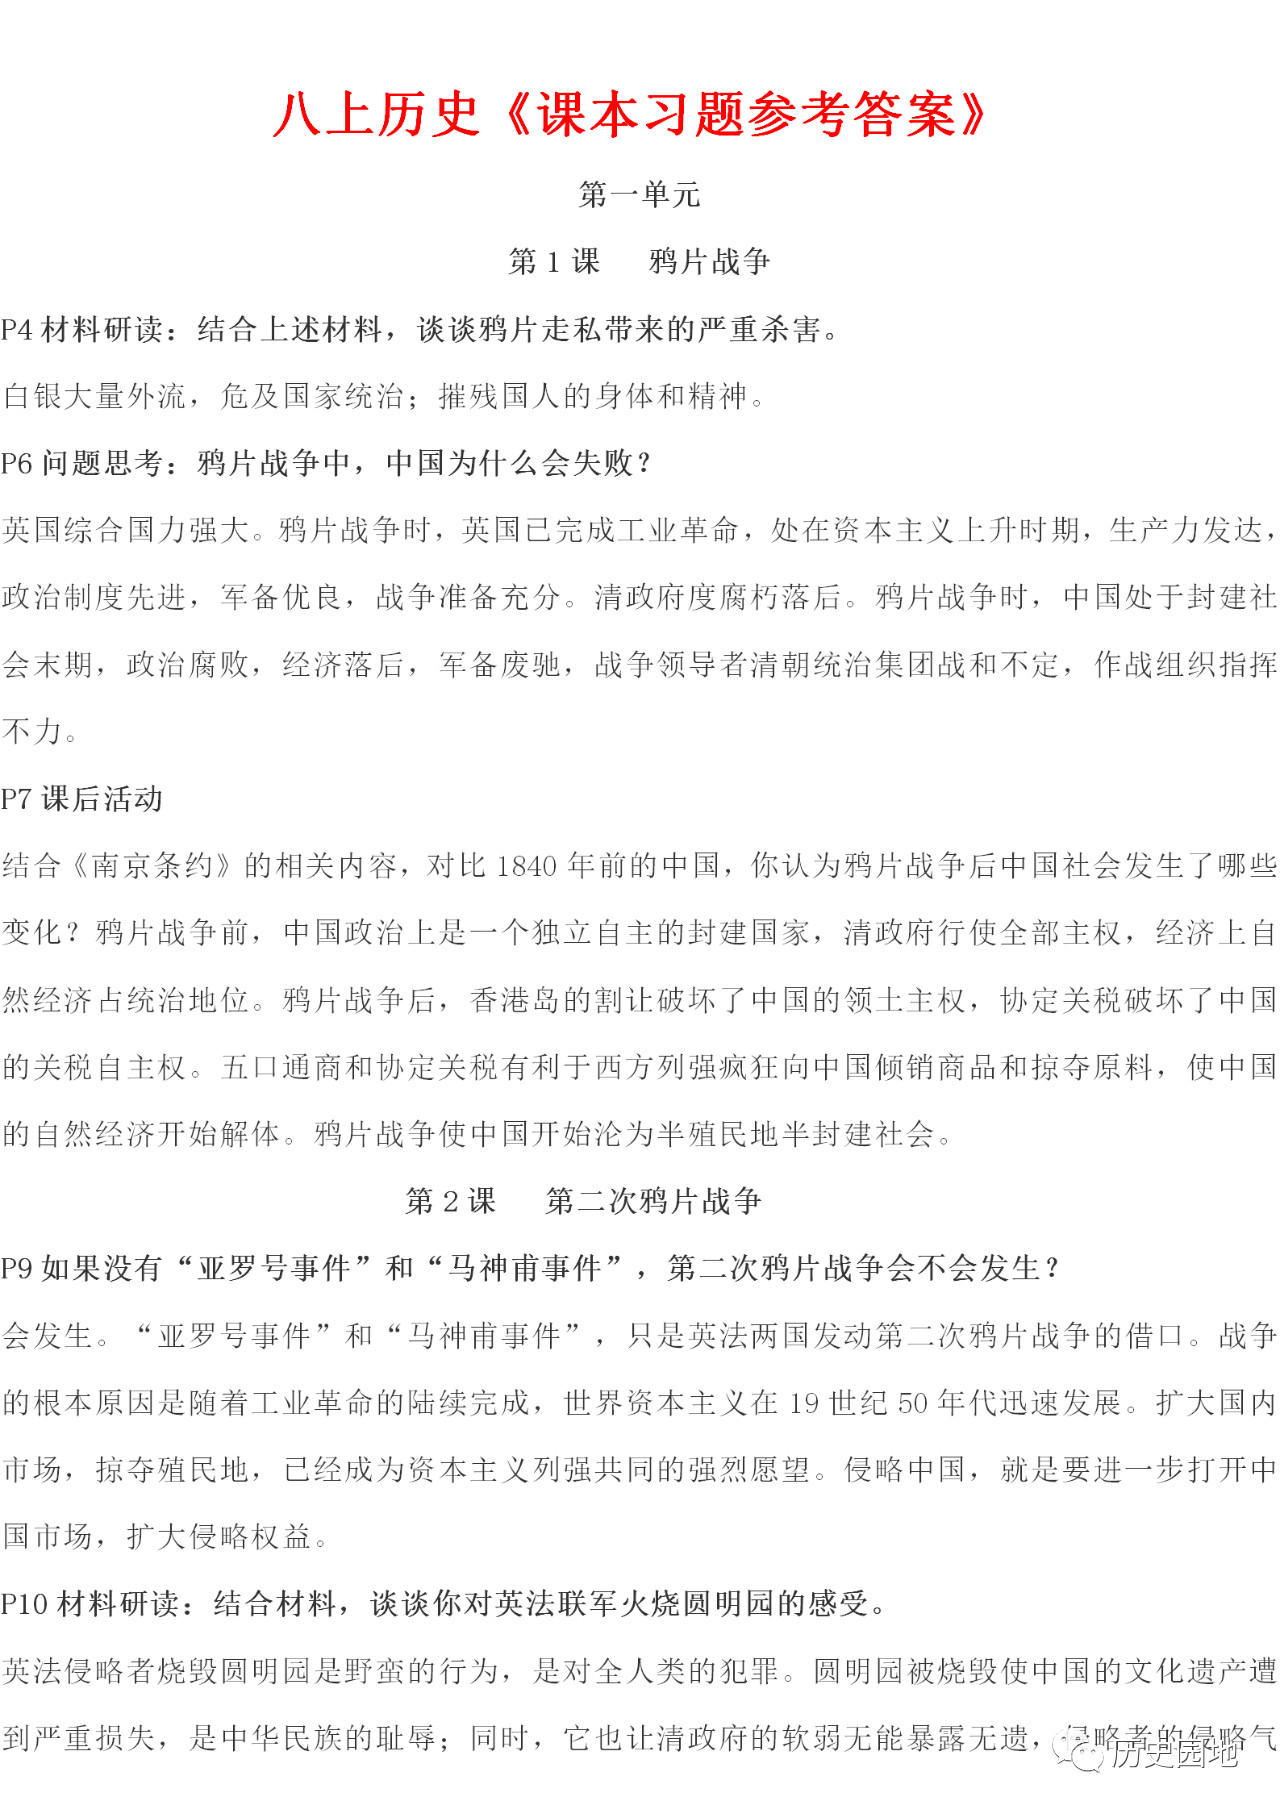 八上历史《课本习题参考答案》
第一单元
第 1 课 鸦片战争
P4 材料研读：结合上述材料，谈谈鸦片走私带来的严重杀害。
白银大量外流，危及国家统治；摧残国人的身体和精神。
P6 问题思考：鸦片战争中，中国为什么会失败？
英国综合国力强大。鸦片战争时，英国已完成工业革命，处在资本主义上升时期，生产力发达，
政治制度先进，军备优良，战争准备充分。清政府度腐朽落后。鸦片战争时，中国处于封建社
会末期，政治腐败，经济落后，军备废驰，战争领导者清朝统治集团战和不定，作战组织指挥
不力。
P7 课后活动
结合《南京条约》的相关内容，对比 1840 年前的中国，你认为鸦片战争后中国社会发生了哪些
变化？鸦片战争前，中国政治上是一个独立自主的封建国家，清政府行使全部主权，经济上自
然经济占统治地位。鸦片战争后，香港岛的割让破坏了中国的领土主权，协定关税破坏了中国
的关税自主权。五口通商和协定关税有利于西方列强疯狂向中国倾销商品和掠夺原料，使中国
的自然经济开始解体。鸦片战争使中国开始沦为半殖民地半封建社会。
第 2 课 第二次鸦片战争
P9 如果没有“亚罗号事件”和“马神甫事件”，第二次鸦片战争会不会发生？
会发生。“亚罗号事件”和“马神甫事件”，只是英法两国发动第二次鸦片战争的借口。战争
的根本原因是随着工业革命的陆续完成，世界资本主义在 19 世纪 50 年代迅速发展。扩大国内
市场，掠夺殖民地，已经成为资本主义列强共同的强烈愿望。侵略中国，就是要进一步打开中
国市场，扩大侵略权益。
P10 材料研读：结合材料，谈谈你对英法联军火烧圆明园的感受。
英法侵略者烧毁圆明园是野蛮的行为，是对全人类的犯罪。圆明园被烧毁使中国的文化遗产遭
到严重损失，是中华民族的耻辱；同时，它也让清政府的软弱无能暴露无遗，侵略者的侵略气
历史园地